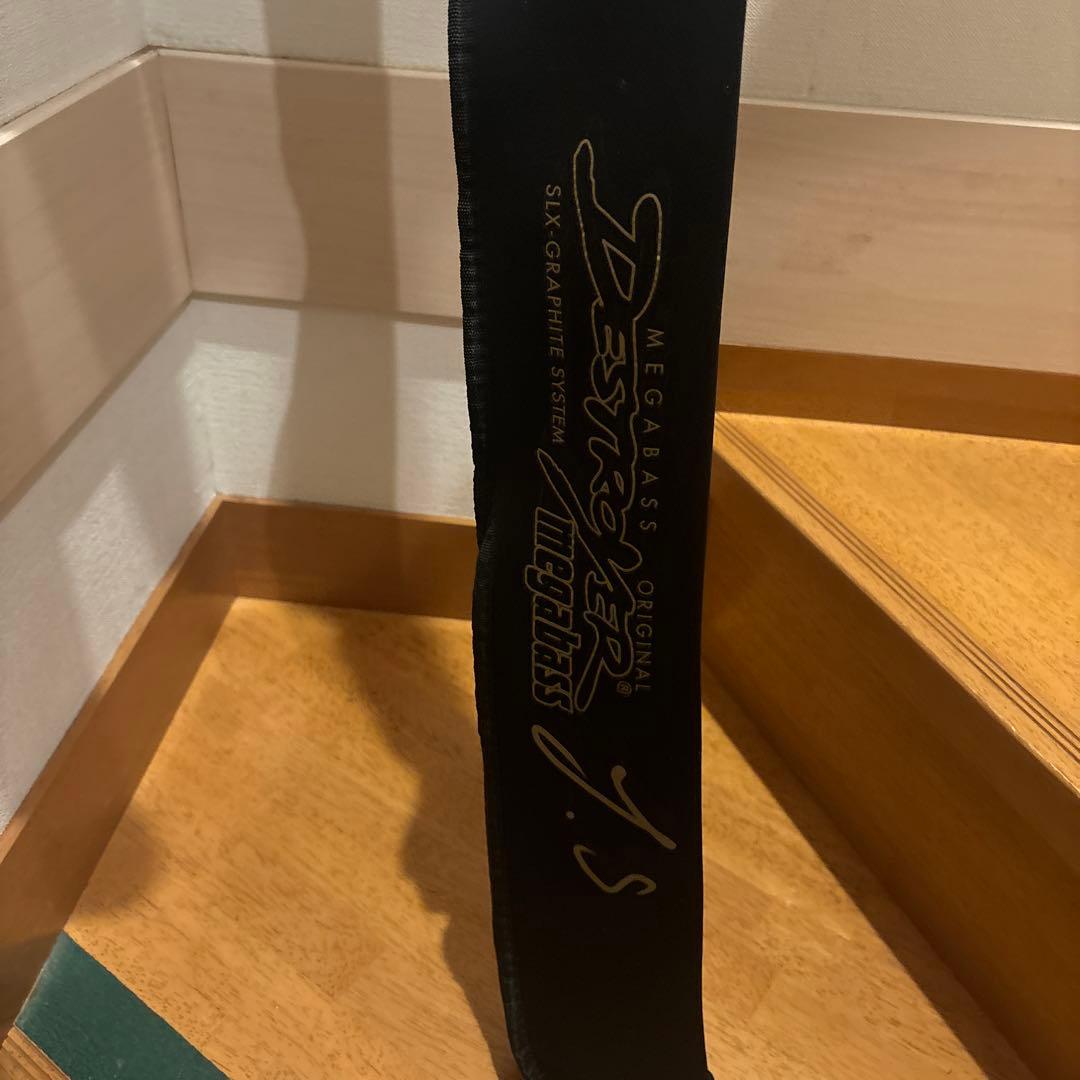 MEGABASS ORIGINAL
DESTROYER®
SLX-GRAPHITE SYSTEM
megabass
Y.S